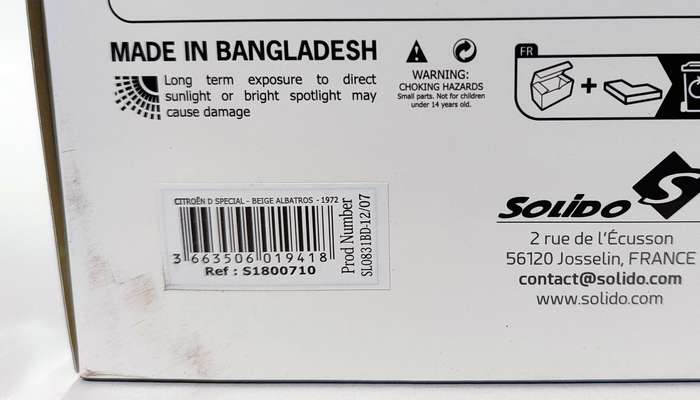 MADE IN BANGLADESH
Long term exposure to direct
sunlight or bright spotlight may
cause damage
WARNING:
CHOKING HAZARDS
Small parts. Not for children
under 14 years old.
FR
+
CITROËN D SPECIAL - BEIGE ALBATROS - 1972
3 663506 019418
Ref : S1800710
Prod Number
SL0831BD-12/07
SOLIDO
S
2 rue de l'Écusson
56120 Josselin, FRANCE
contact@solido.com
www.solido.com